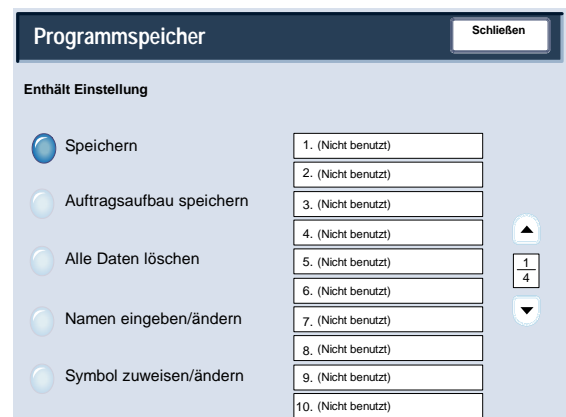 Programmspeicher
Schließen
Enthält Einstellung
Speichern
Auftragsaufbau speichern
Alle Daten löschen
Namen eingeben/ändern
Symbol zuweisen/ändern
1. (Nicht benutzt)
2. (Nicht benutzt)
3. (Nicht benutzt)
4. (Nicht benutzt)
5. (Nicht benutzt)
6. (Nicht benutzt)
7. (Nicht benutzt)
8. (Nicht benutzt)
9. (Nicht benutzt)
10. (Nicht benutzt)
1
4